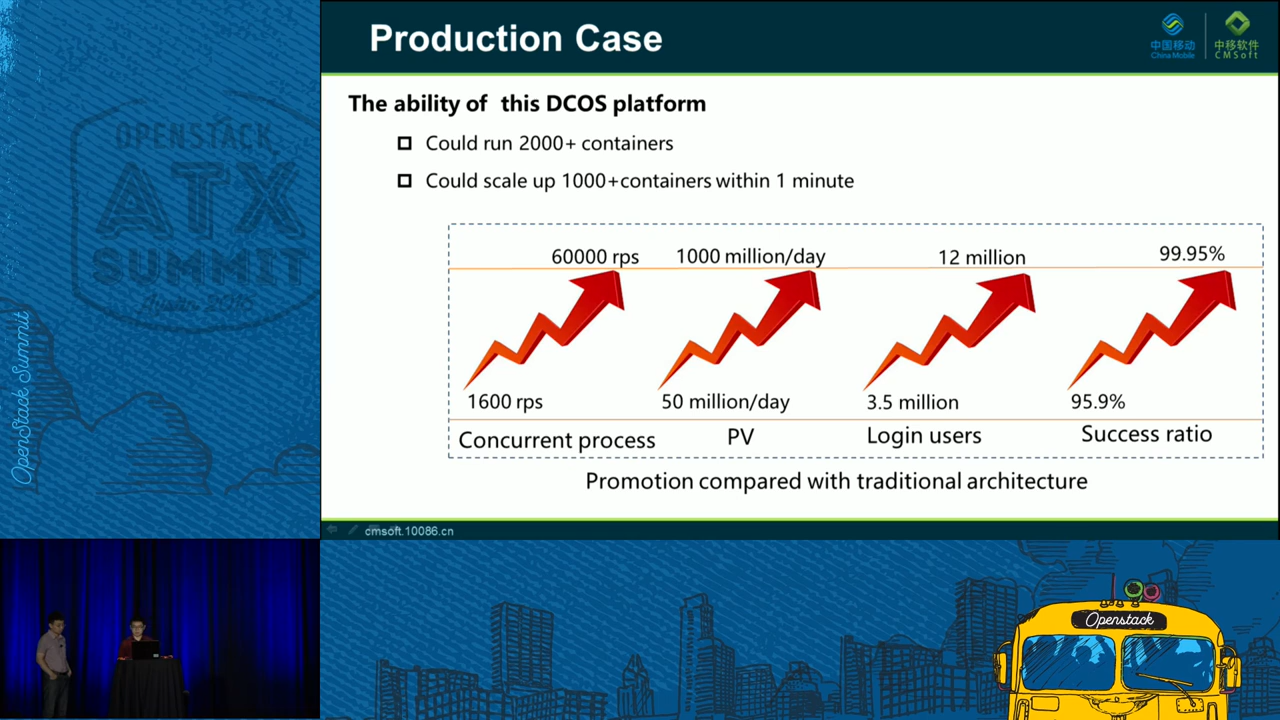 Production Case
中国移动
China Mobile
中移软件
CMSoft
The ability of this DCOS platform
Could run 2000+ containers
Could scale up 1000+containers within 1 minute
60000 rps
1000 million/day
12 million
99.95%
1600 rps
50 million/day
3.5 million
95.9%
Concurrent process
PV
Login users
Success ratio
Promotion compared with traditional architecture
cmsoft.10086.cn
OPENSTACK
ATX
SUMMIT
OpenStack Summit
Openstack